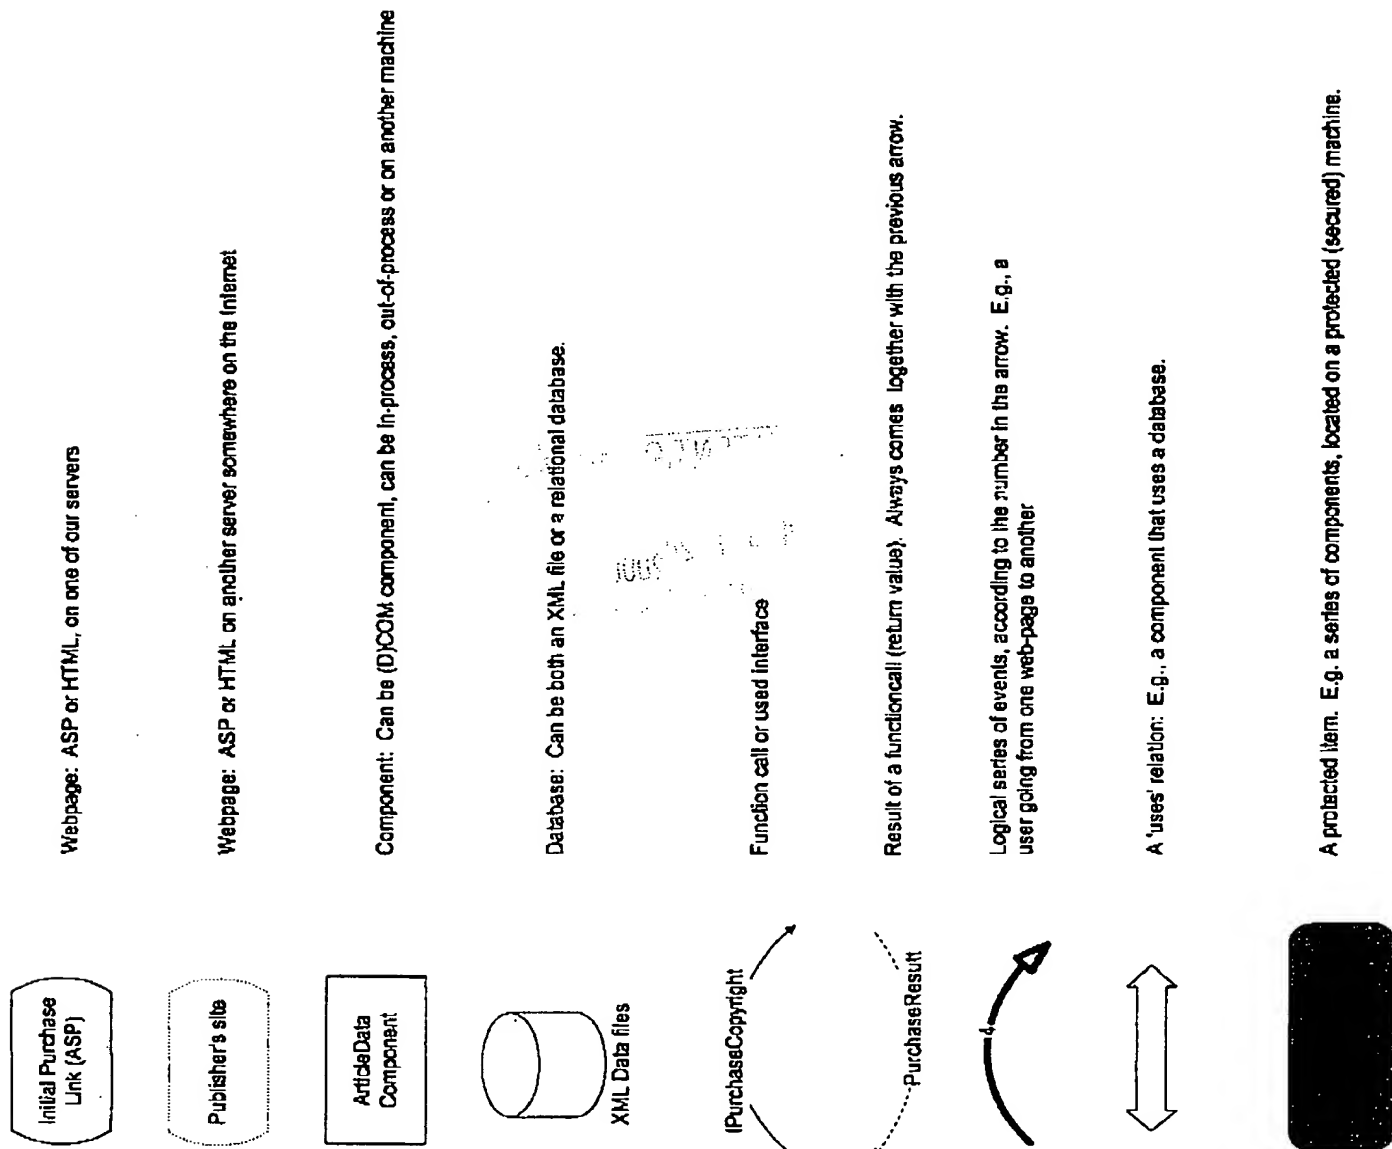 Initial Purchase
Link (ASP)
Webpage: ASP or HTML, on one of our servers
Publisher's site
Webpage: ASP or HTML on another server somewhere on the Internet
ArticleData
Component
Component: Can be (D)COM component, can be in-process, out-of-process or on another machine
XML Data files
Database: Can be both an XML file or a relational database.
IPurchaseCopyright
Function call or used interface
PurchaseResult
Result of a functioncall (return value). Always comes together with the previous arrow.
4
Logical series of events, according to the number in the arrow. E.g., a
user going from one web-page to another
A 'uses' relation: E.g., a component that uses a database.
A protected item. E.g. a series of components, located on a protected (secured) machine.